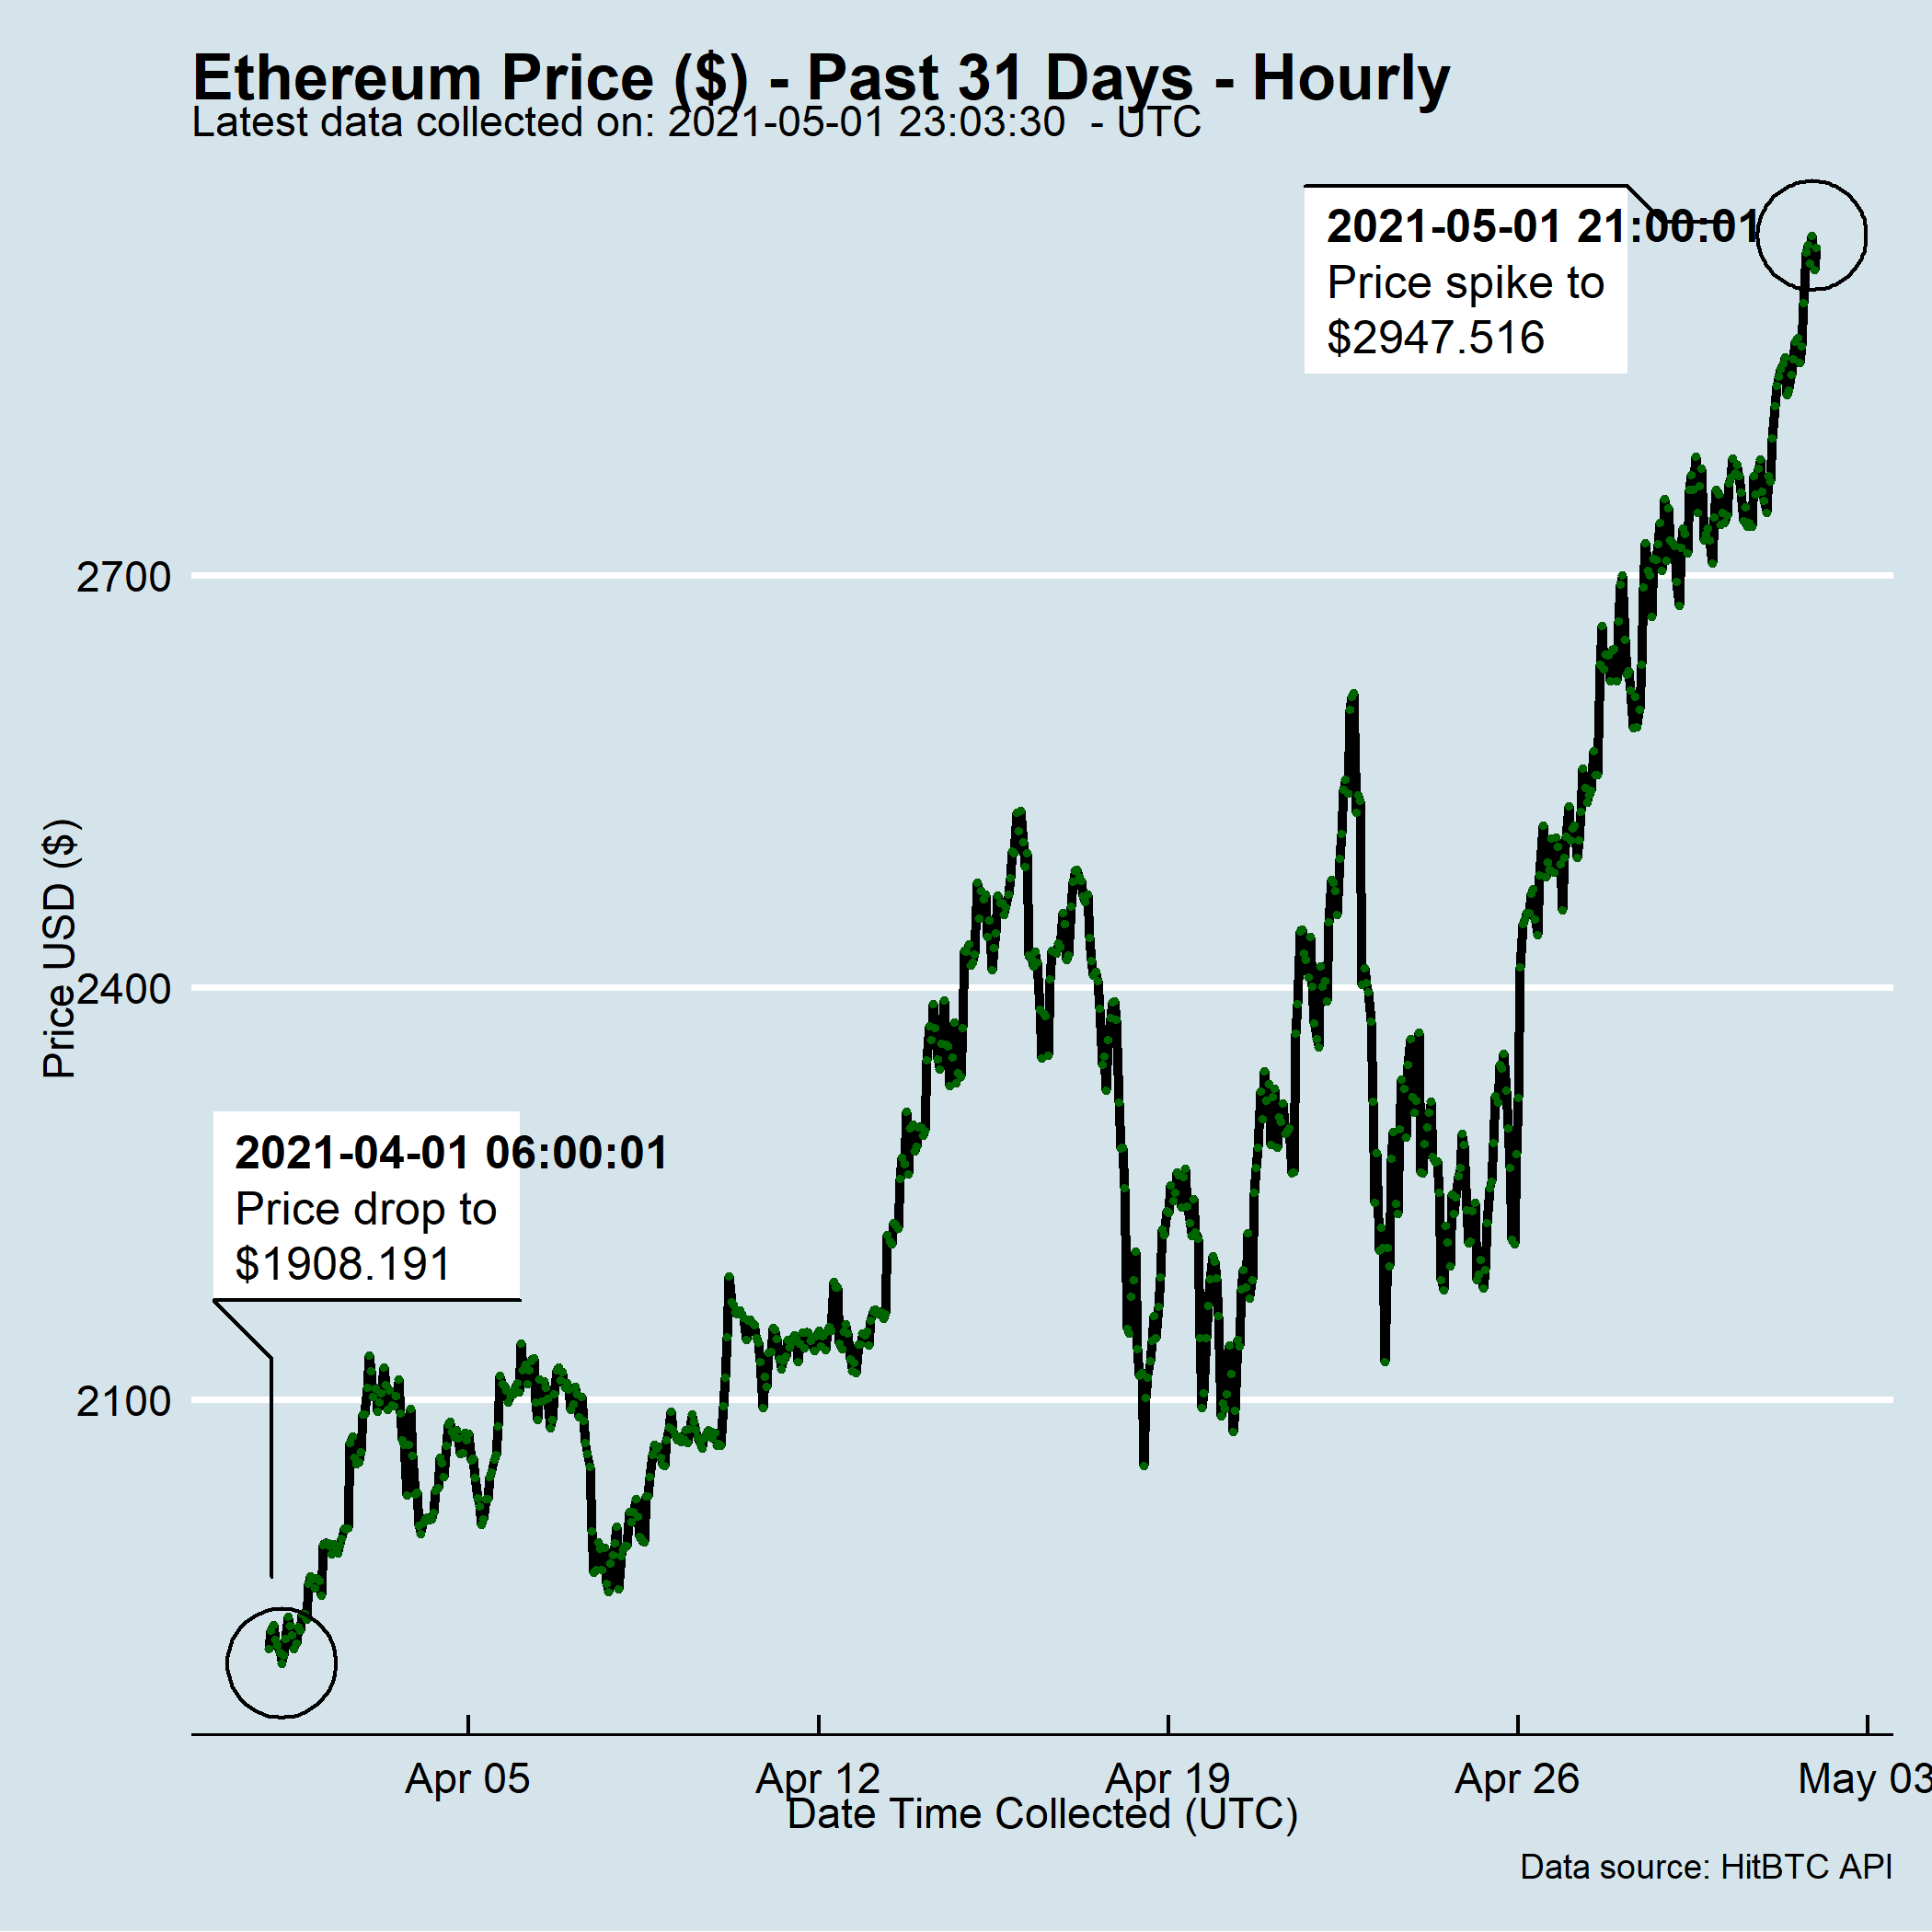 Ethereum Price ($) - Past 31 Days - Hourly
Latest data collected on: 2021-05-01 23:03:30  - UTC
2021-05-01 21:00:01
Price spike to
$2947.516
2700
2400
2100
Price USD ($)
2021-04-01 06:00:01
Price drop to
$1908.191
Apr 05
Apr 12
Apr 19
Apr 26
May 03
Date Time Collected (UTC)
Data source: HitBTC API